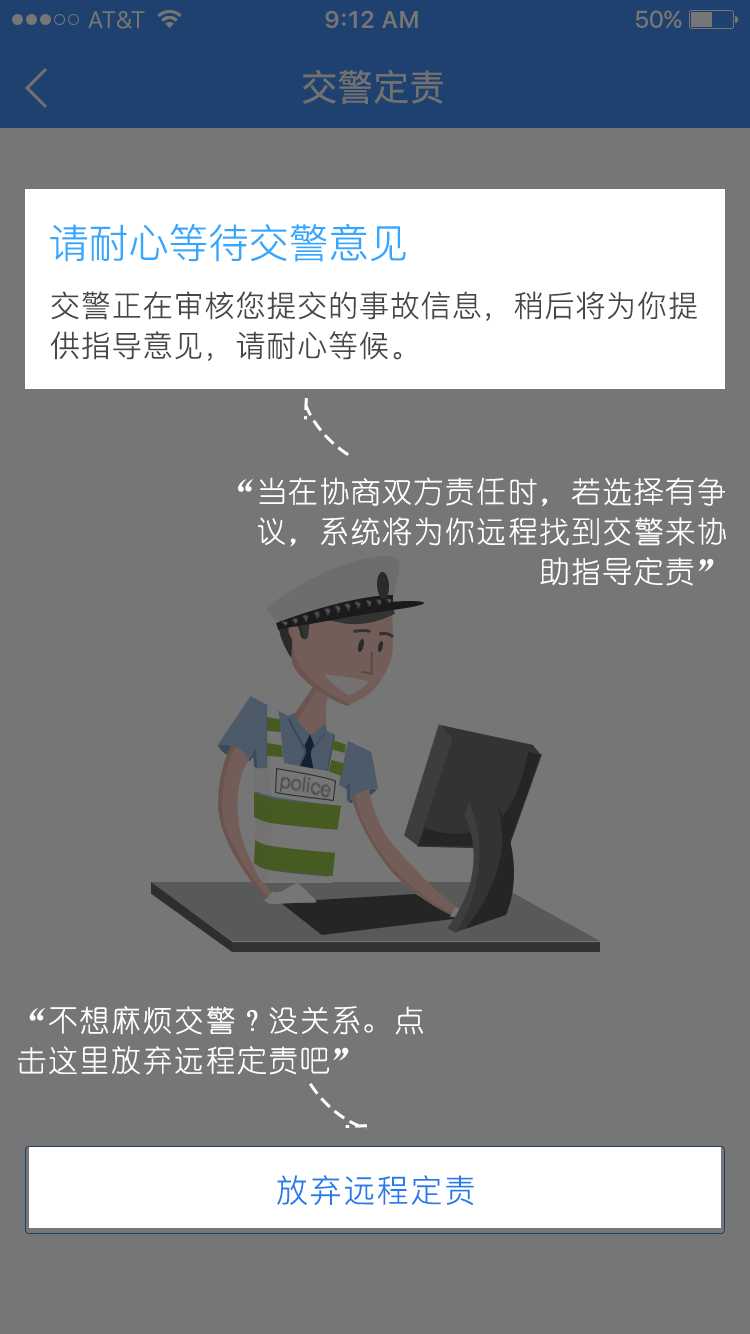 AT&T 9:12 AM 50%
交警定责
请耐心等待交警意见
交警正在审核您提交的事故信息，稍后将为你提
供指导意见，请耐心等候。
“当在协商双方责任时，若选择有争
议，系统将为你远程找到交警来协
助指导定责”
police
“不想麻烦交警？没关系。点
击这里放弃远程定责吧”
放弃远程定责